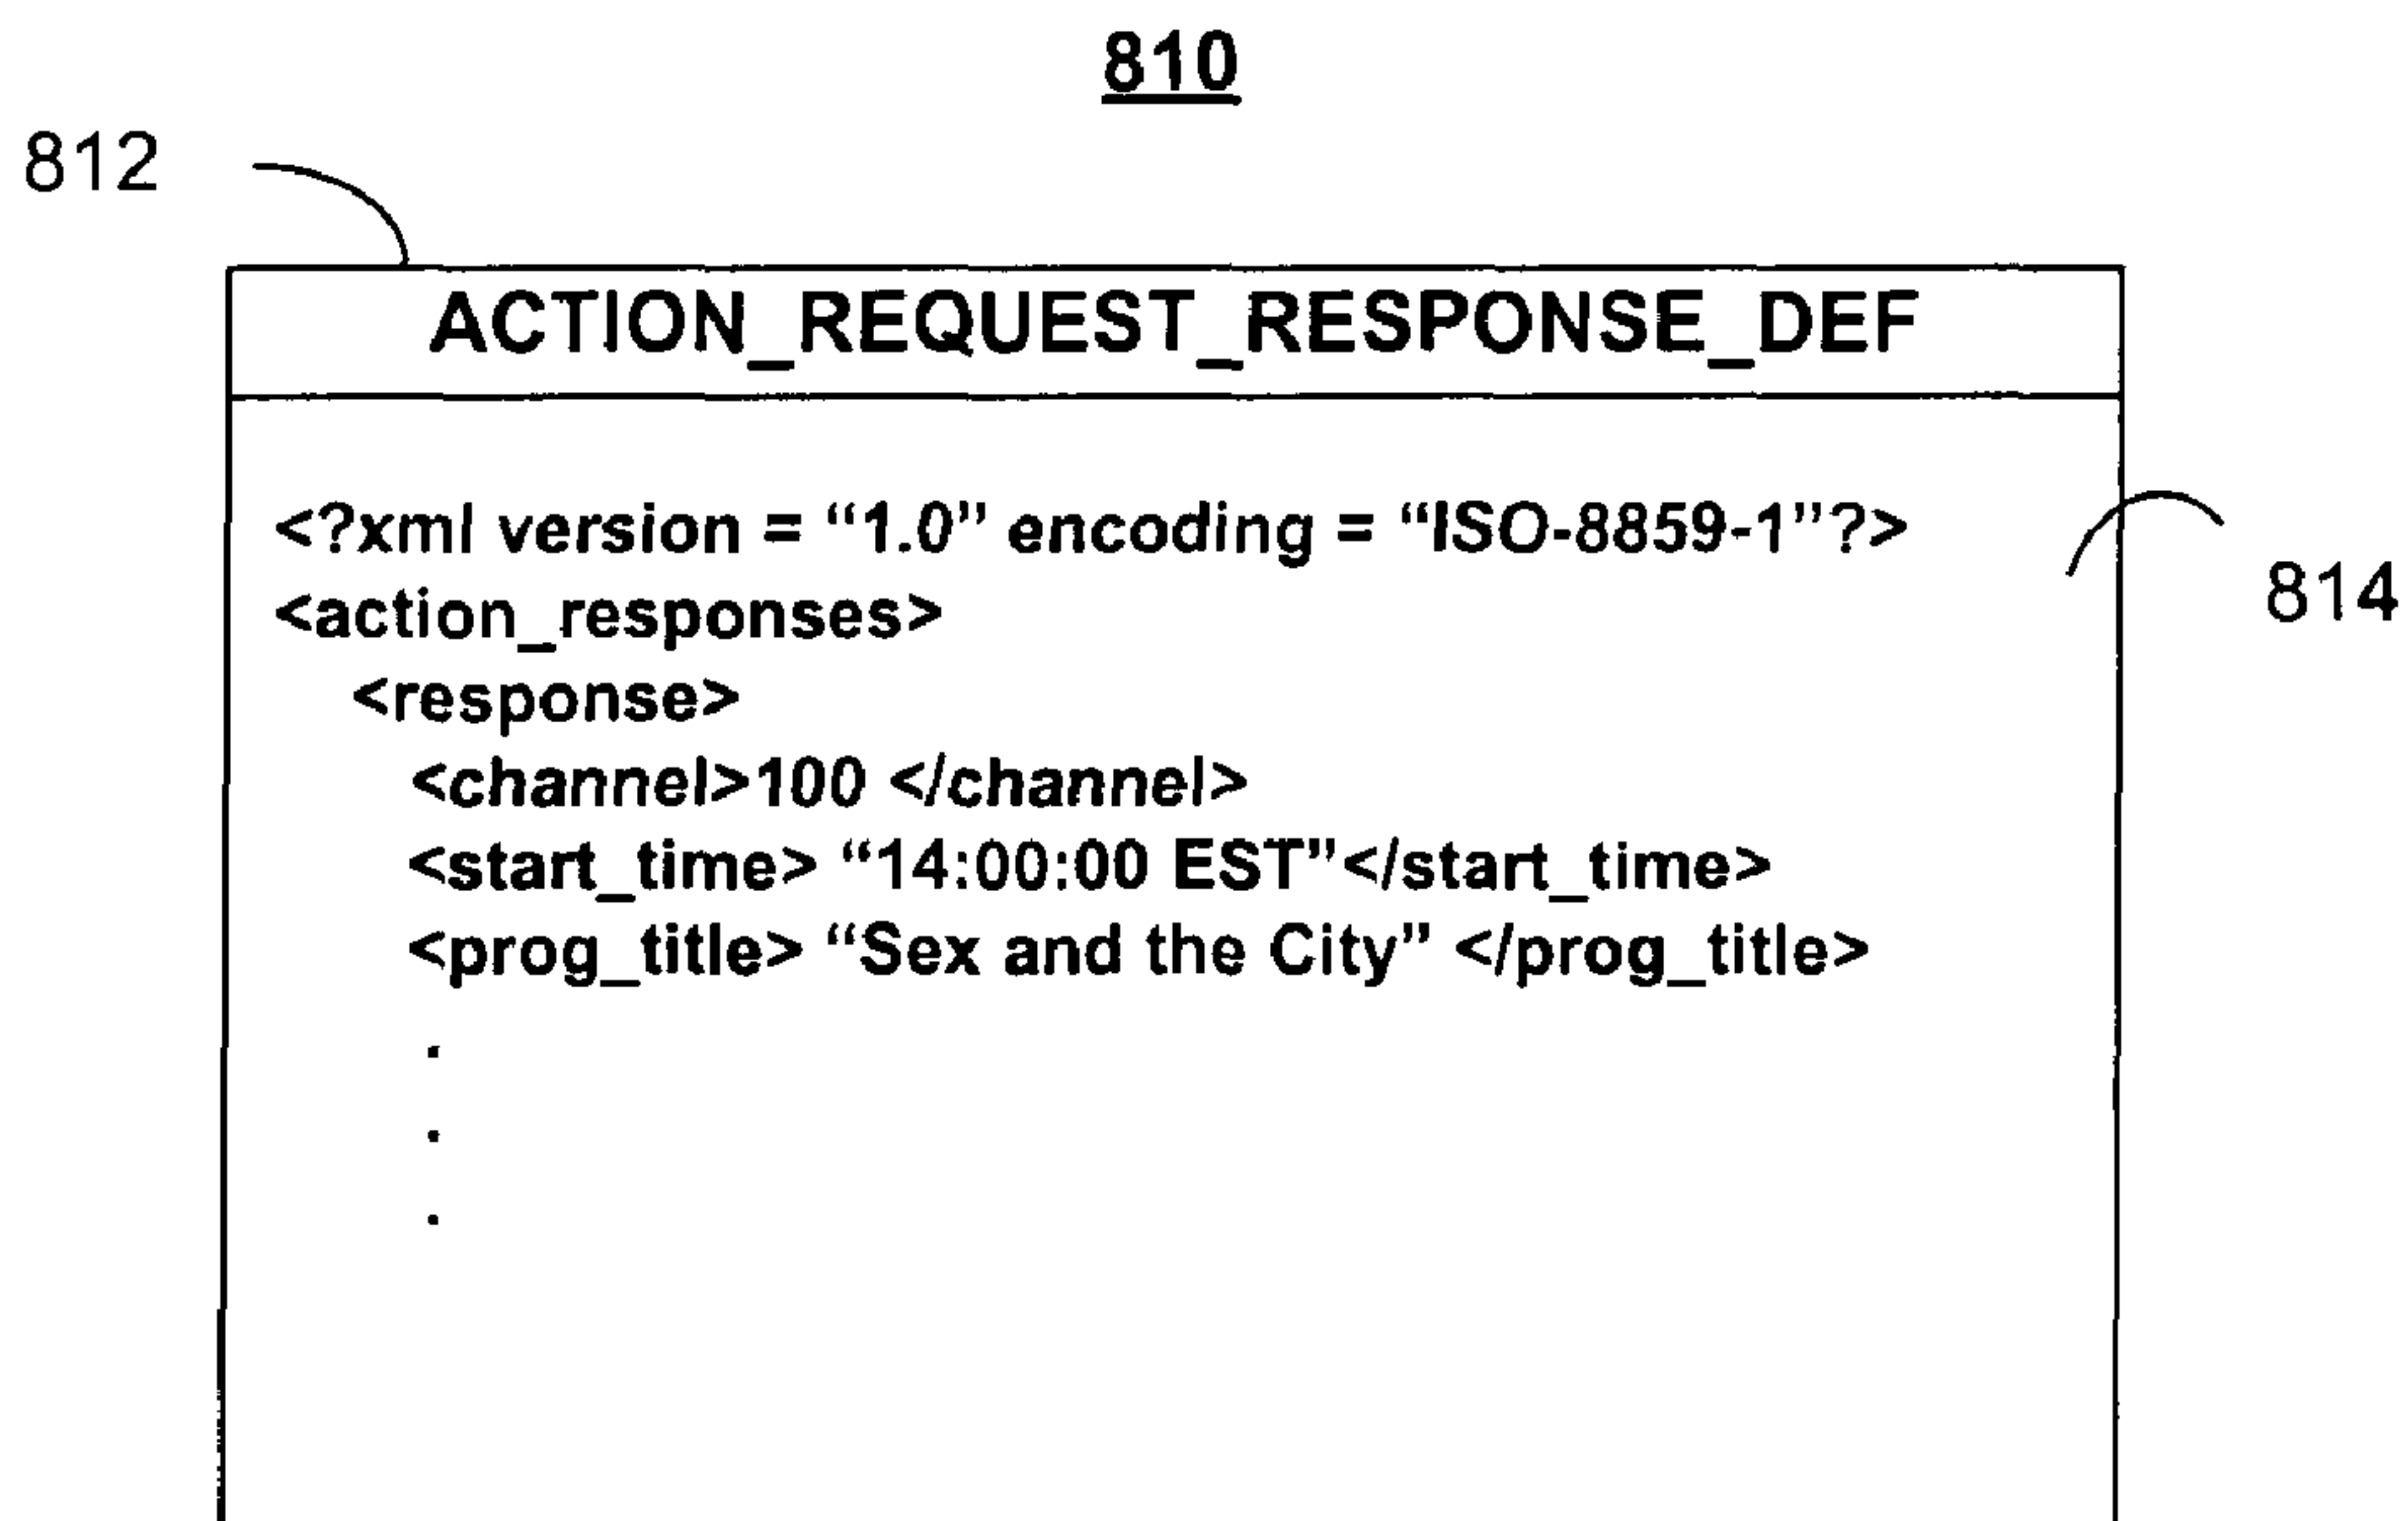 810
812
ACTION_REQUEST_RESPONSE_DEF
<?xml version = “1.0” encoding = “ISO-8859-1”?>
<action_responses>
<response>
<channel>100 </channel>
<start_time> “14:00:00 EST”</start_time>
<prog_title> “Sex and the City” </prog_title>
.
.
.
814